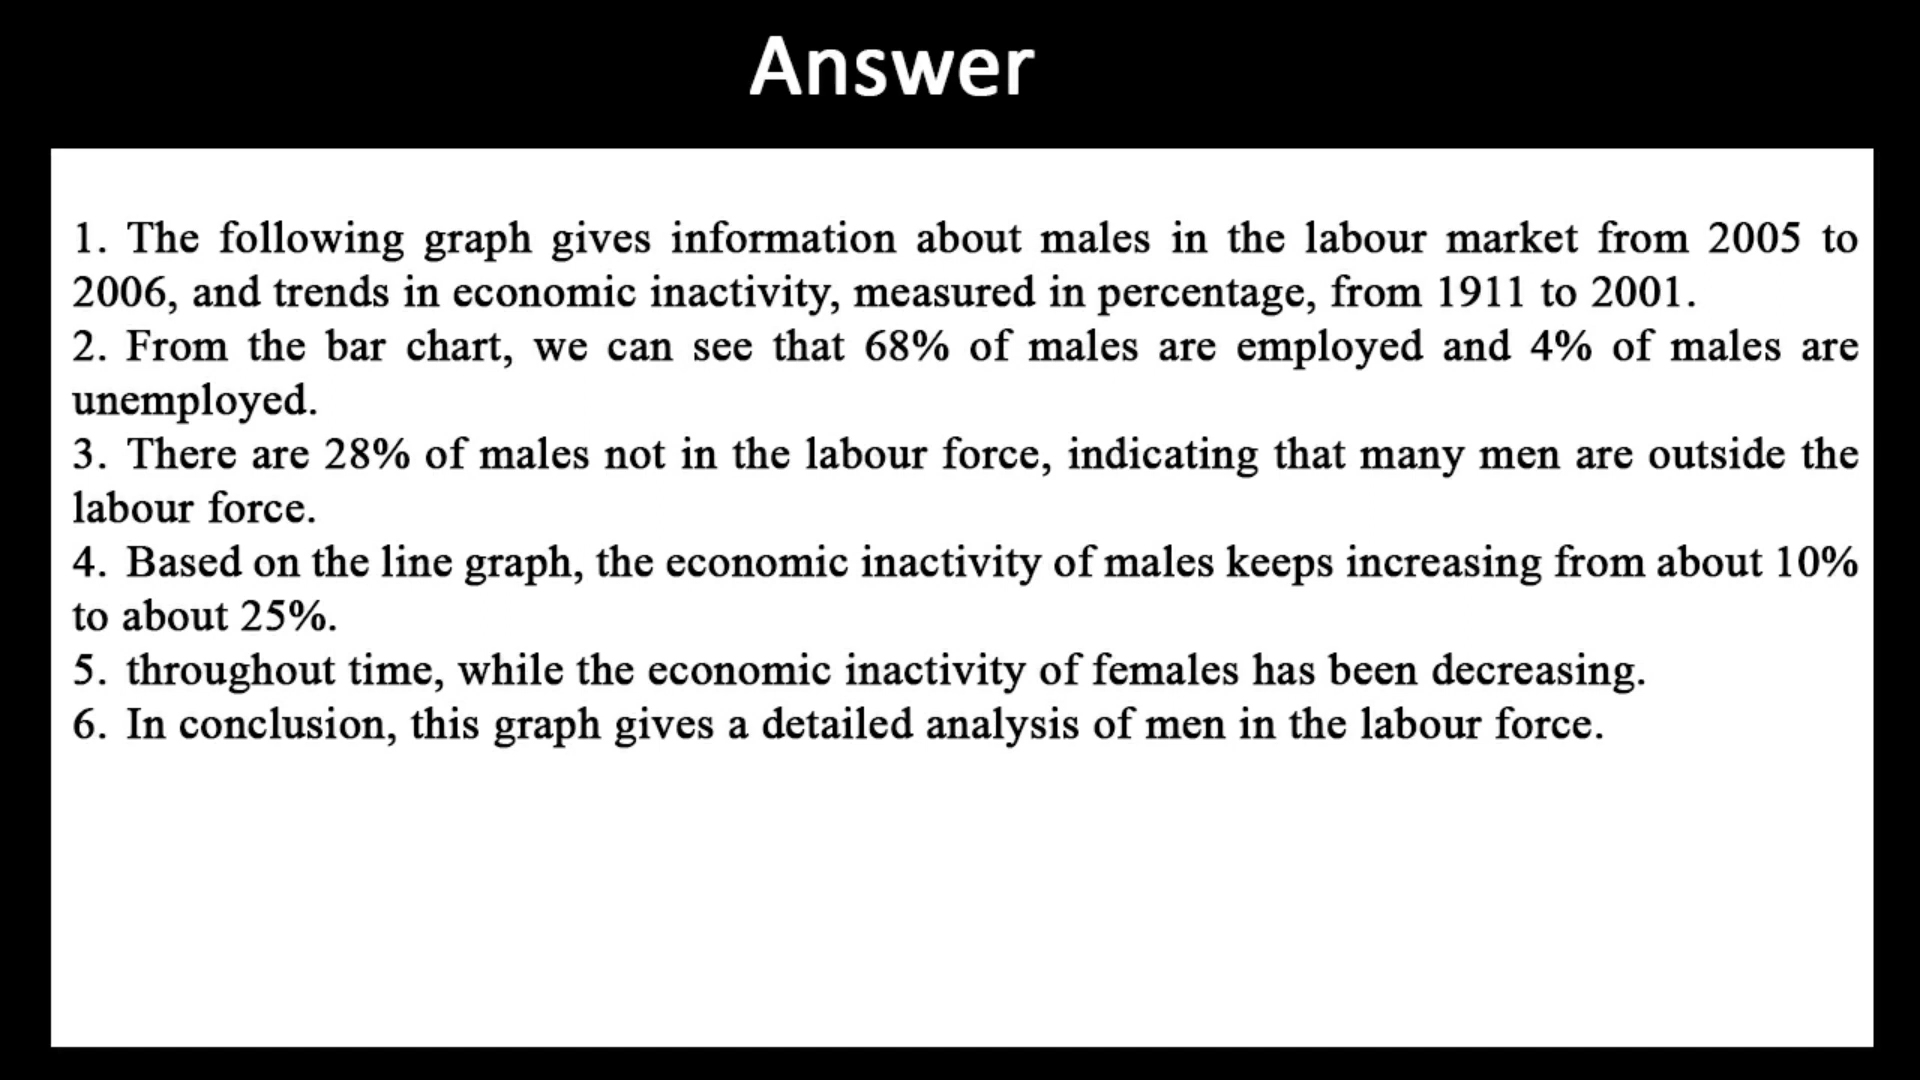 Answer
1. The following graph gives information about males in the labour market from 2005 to
2006, and trends in economic inactivity, measured in percentage, from 1911 to 2001.
2. From the bar chart, we can see that 68% of males are employed and 4% of males are
unemployed.
3. There are 28% of males not in the labour force, indicating that many men are outside the
labour force.
4. Based on the line graph, the economic inactivity of males keeps increasing from about 10%
to about 25%.
5. throughout time, while the economic inactivity of females has been decreasing.
6. In conclusion, this graph gives a detailed analysis of men in the labour force.